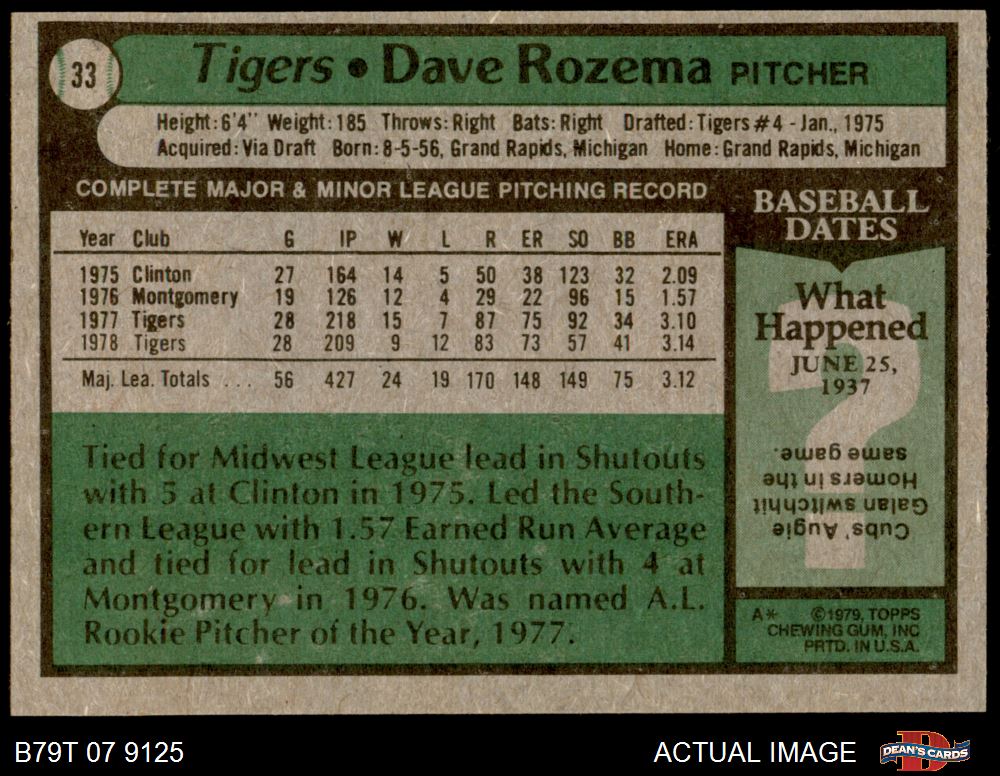 33
Tigers • Dave Rozema PITCHER
Height: 6'4" Weight: 185 Throws: Right Bats: Right Drafted: Tigers #4 - Jan., 1975
Acquired: Via Draft Born: 8-5-56, Grand Rapids, Michigan Home: Grand Rapids, Michigan
COMPLETE MAJOR & MINOR LEAGUE PITCHING RECORD
Year Club G IP W L R ER SO BB ERA
1975 Clinton 27 164 14 5 50 38 123 32 2.09
1976 Montgomery 19 126 12 4 29 22 96 15 1.57
1977 Tigers 28 218 15 7 87 75 92 34 3.10
1978 Tigers 28 209 9 12 83 73 57 41 3.14
Maj. Lea. Totals ... 56 427 24 19 170 148 149 75 3.12
Tied for Midwest League lead in Shutouts
with 5 at Clinton in 1975. Led the South-
ern League with 1.57 Earned Run Average
and tied for lead in Shutouts with 4 at
Montgomery in 1976. Was named A.L.
Rookie Pitcher of the Year, 1977.
BASEBALL
DATES
?
What
Happened
JUNE 25,
1937
Cubs' Augie
Galan switchhit
Homers in the
same game.
A* ©1979, TOPPS
CHEWING GUM, INC
PRTD. IN U.S.A.
B79T 07 9125
ACTUAL IMAGE
D
DEAN'S CARDS